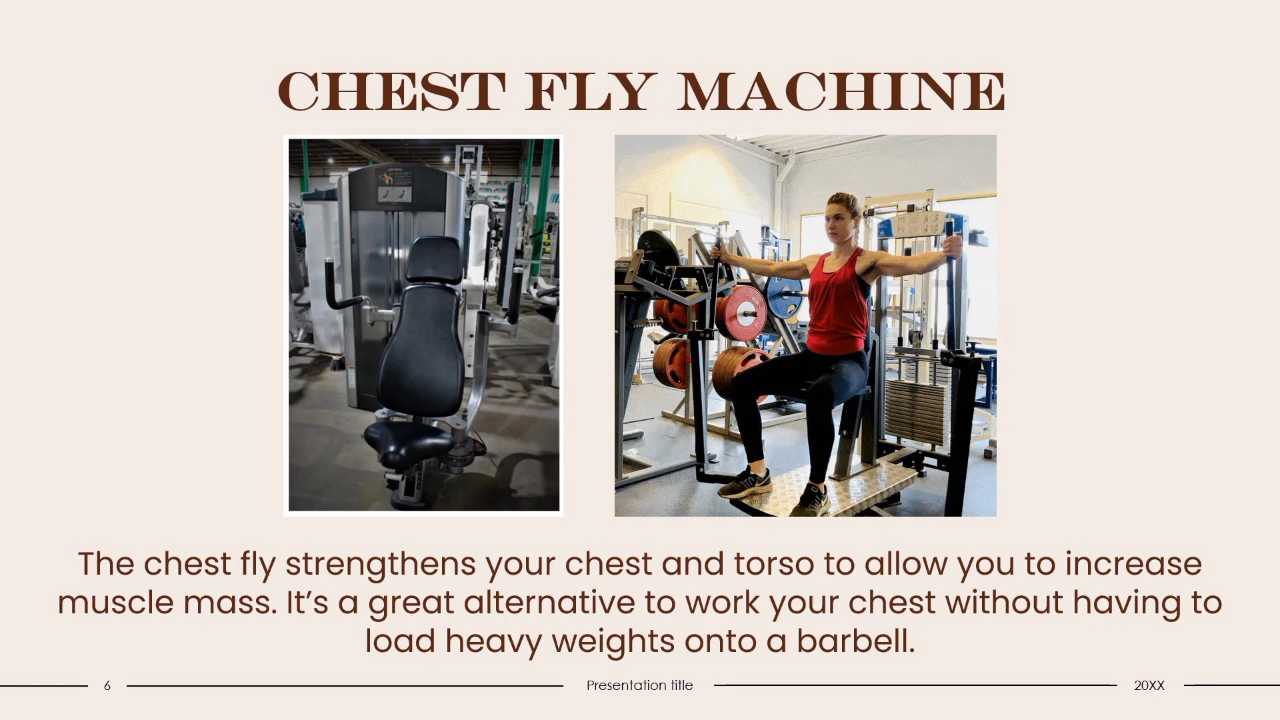 CHEST FLY MACHINE
The chest fly strengthens your chest and torso to allow you to increase
muscle mass. It’s a great alternative to work your chest without having to
load heavy weights onto a barbell.
6
Presentation title
20XX